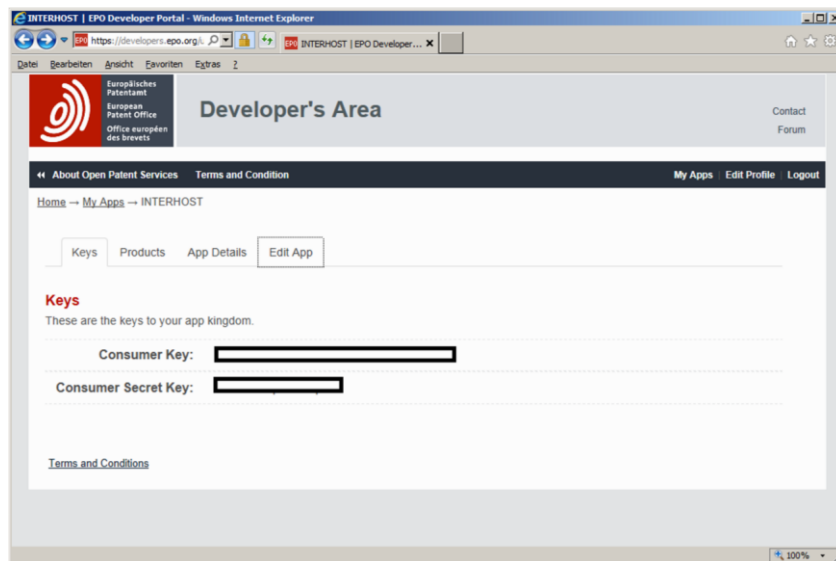 INTERHOST | EPO Developer Portal - Windows Internet Explorer
https://developers.epo.org/i.
INTERHOST | EPO Developer...
Datei Bearbeiten Ansicht Favoriten Extras ?
Europäisches
Patentamt
European
Patent Office
Office européen
des brevets
Developer's Area
Contact
Forum
About Open Patent Services Terms and Condition My Apps | Edit Profile | Logout
Home → My Apps → INTERHOST
Keys Products App Details Edit App
Keys
These are the keys to your app kingdom.
Consumer Key:
Consumer Secret Key:
Terms and Conditions
100%